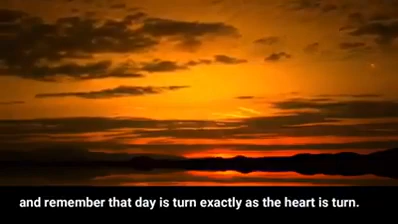 and remember that day is turn exactly as the heart is turn.